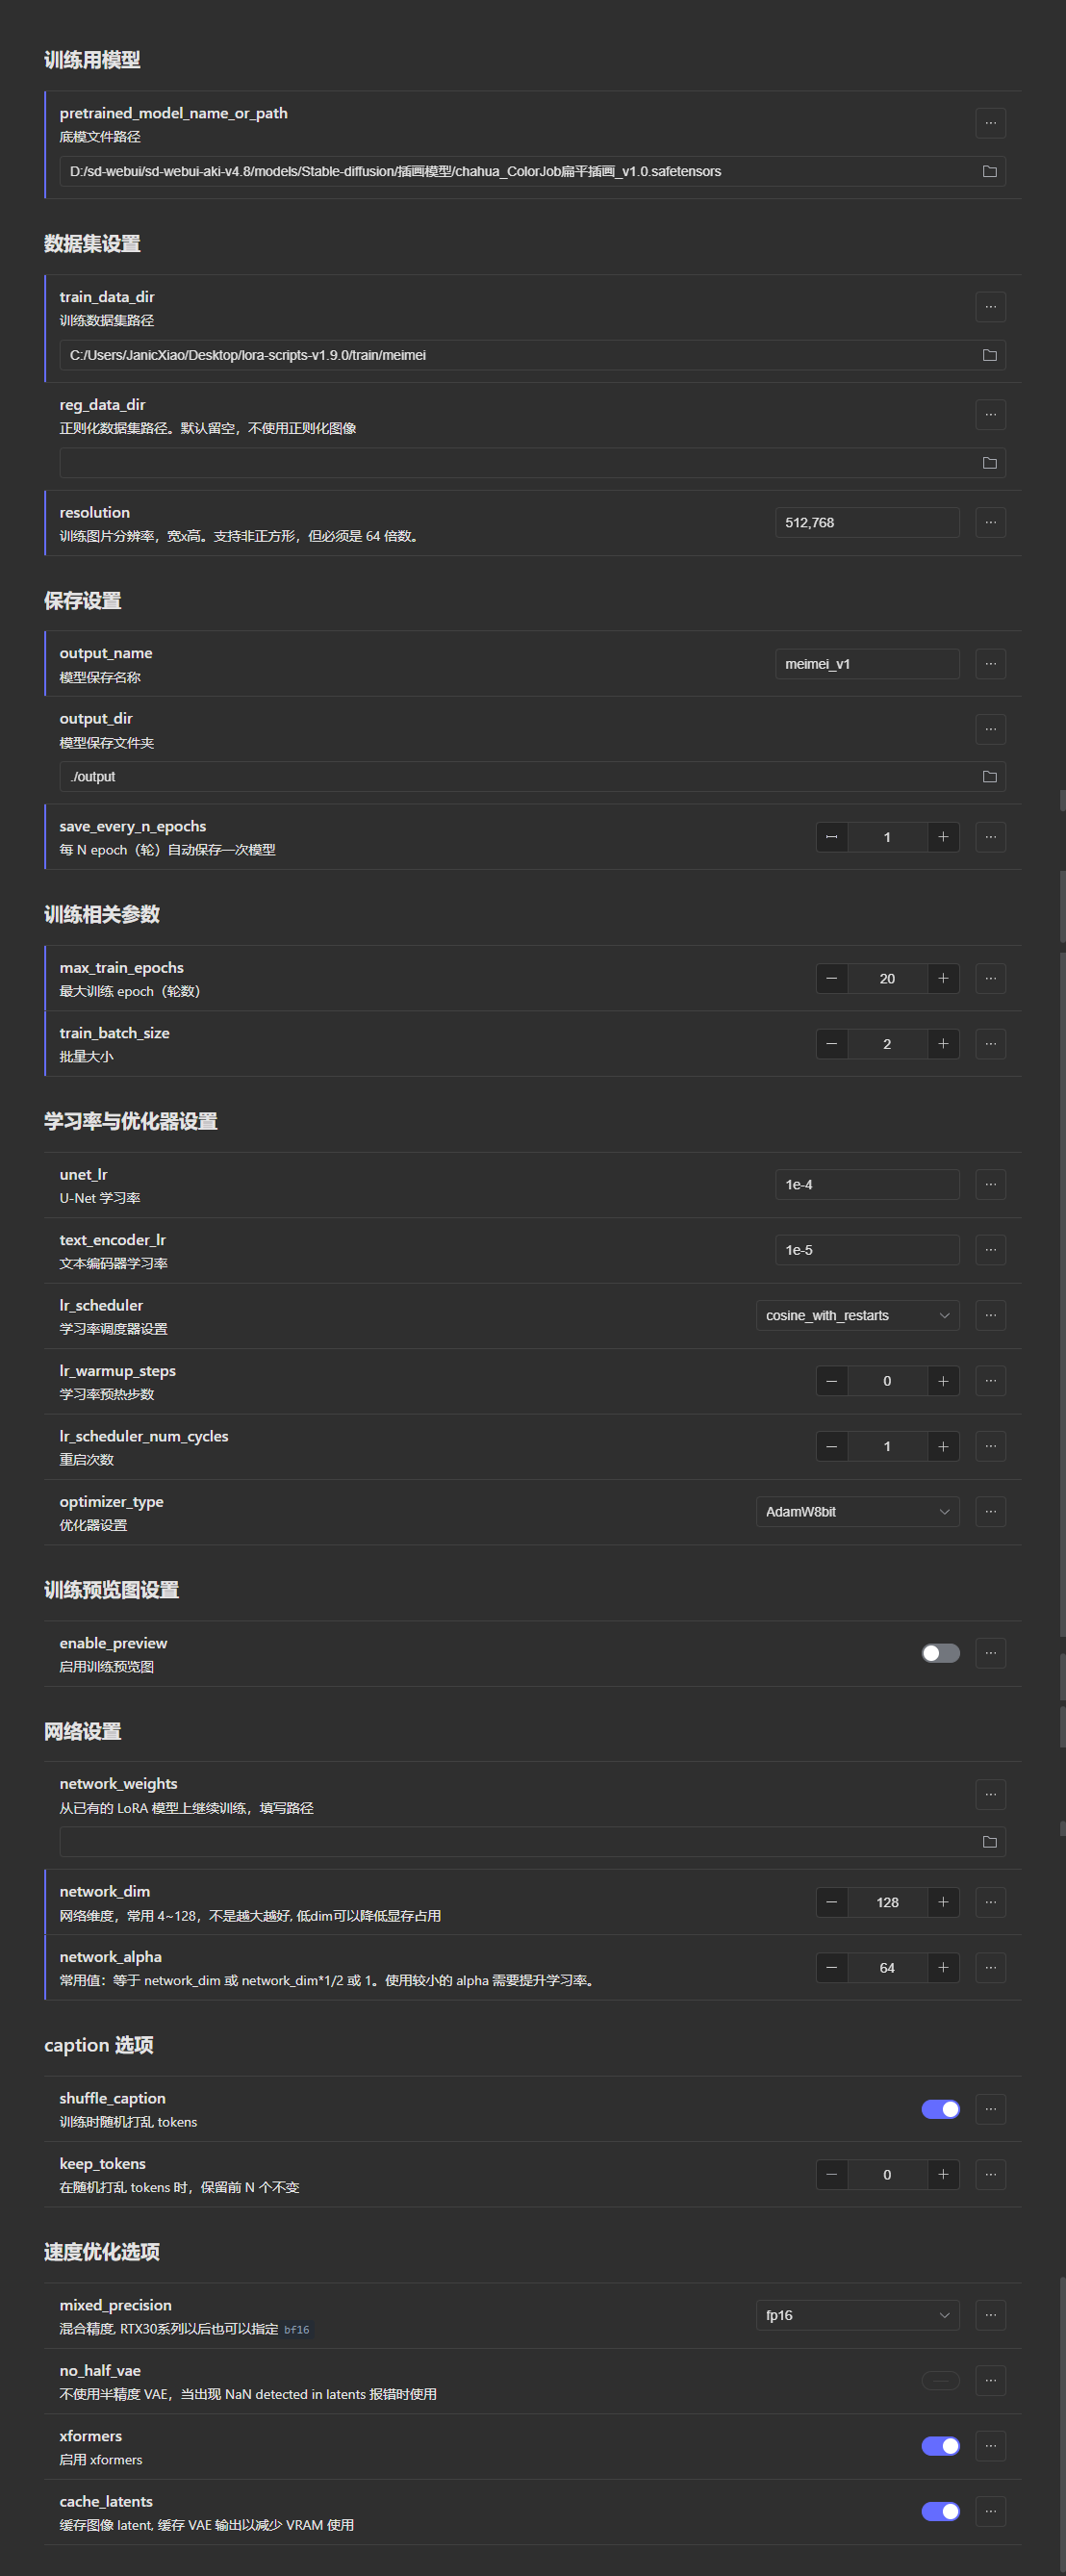 训练用模型
pretrained_model_name_or_path
底模文件路径
D:/sd-webui/sd-webui-aki-v4.8/models/Stable-diffusion/插画模型/chahua_ColorJob扁平插画_v1.0.safetensors
数据集设置
train_data_dir
训练数据集路径
C:/Users/JanicXiao/Desktop/lora-scripts-v1.9.0/train/meimei
reg_data_dir
正则化数据集路径。默认留空，不使用正则化图像
resolution
训练图片分辨率，宽x高。支持非正方形，但必须是 64 倍数。
512,768
保存设置
output_name
模型保存名称
meimei_v1
output_dir
模型保存文件夹
./output
save_every_n_epochs
每 N epoch（轮）自动保存一次模型
1
训练相关参数
max_train_epochs
最大训练 epoch（轮数）
20
train_batch_size
批量大小
2
学习率与优化器设置
unet_lr
U-Net 学习率
1e-4
text_encoder_lr
文本编码器学习率
1e-5
lr_scheduler
学习率调度器设置
cosine_with_restarts
lr_warmup_steps
学习率预热步数
0
lr_scheduler_num_cycles
重启次数
1
optimizer_type
优化器设置
AdamW8bit
训练预览图设置
enable_preview
启用训练预览图
网络设置
network_weights
从已有的 LoRA 模型上继续训练，填写路径
network_dim
网络维度，常用 4~128，不是越大越好, 低dim可以降低显存占用
128
network_alpha
常用值：等于 network_dim 或 network_dim*1/2 或 1。使用较小的 alpha 需要提升学习率。
64
caption 选项
shuffle_caption
训练时随机打乱 tokens
keep_tokens
在随机打乱 tokens 时，保留前 N 个不变
0
速度优化选项
mixed_precision
混合精度, RTX30系列以后也可以指定 bf16
fp16
no_half_vae
不使用半精度 VAE，当出现 NaN detected in latents 报错时使用
xformers
启用 xformers
cache_latents
缓存图像 latent, 缓存 VAE 输出以减少 VRAM 使用